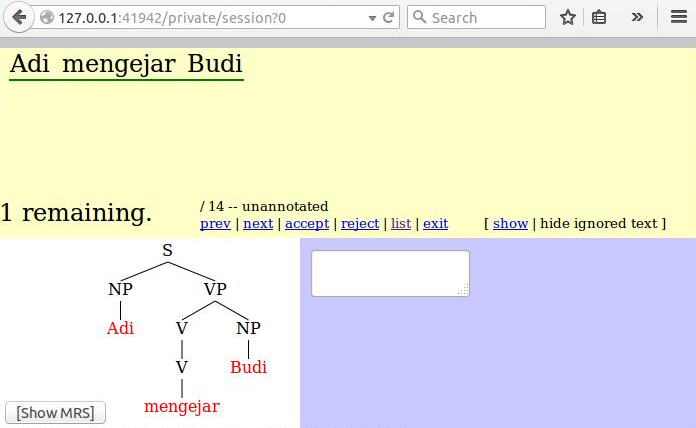 127.0.0.1:41942/private/session?0
Search
Adi mengejar Budi
/ 14 -- unannotated
1 remaining.
prev | next | accept | reject | list | exit [ show | hide ignored text ]
S
NP VP
Adi V NP
V Budi
mengejar
[Show MRS]